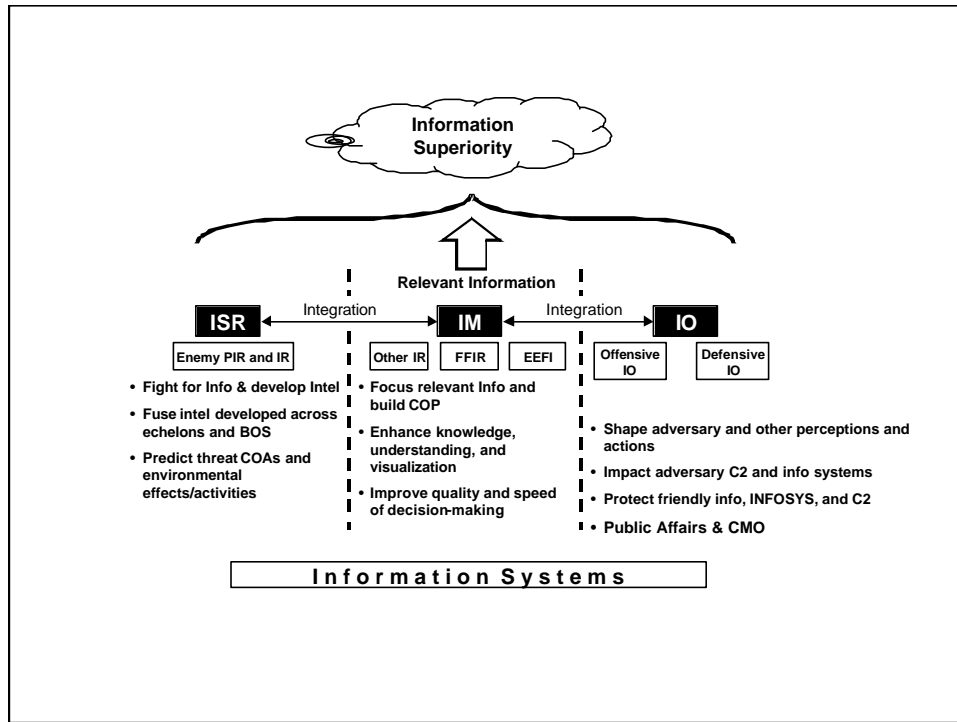 Information
Superiority
Relevant Information
Integration
Integration
ISR
IM
IO
Enemy PIR and IR
Other IR
FFIR
EEFI
Offensive
IO
Defensive
IO
• Fight for Info & develop Intel
• Fuse intel developed across
echelons and BOS
• Predict threat COAs and
environmental
effects/activities
• Focus relevant Info and
build COP
• Enhance knowledge,
understanding, and
visualization
• Improve quality and speed
of decision-making
• Shape adversary and other perceptions and
actions
• Impact adversary C2 and info systems
• Protect friendly info, INFOSYS, and C2
• Public Affairs & CMO
Information Systems